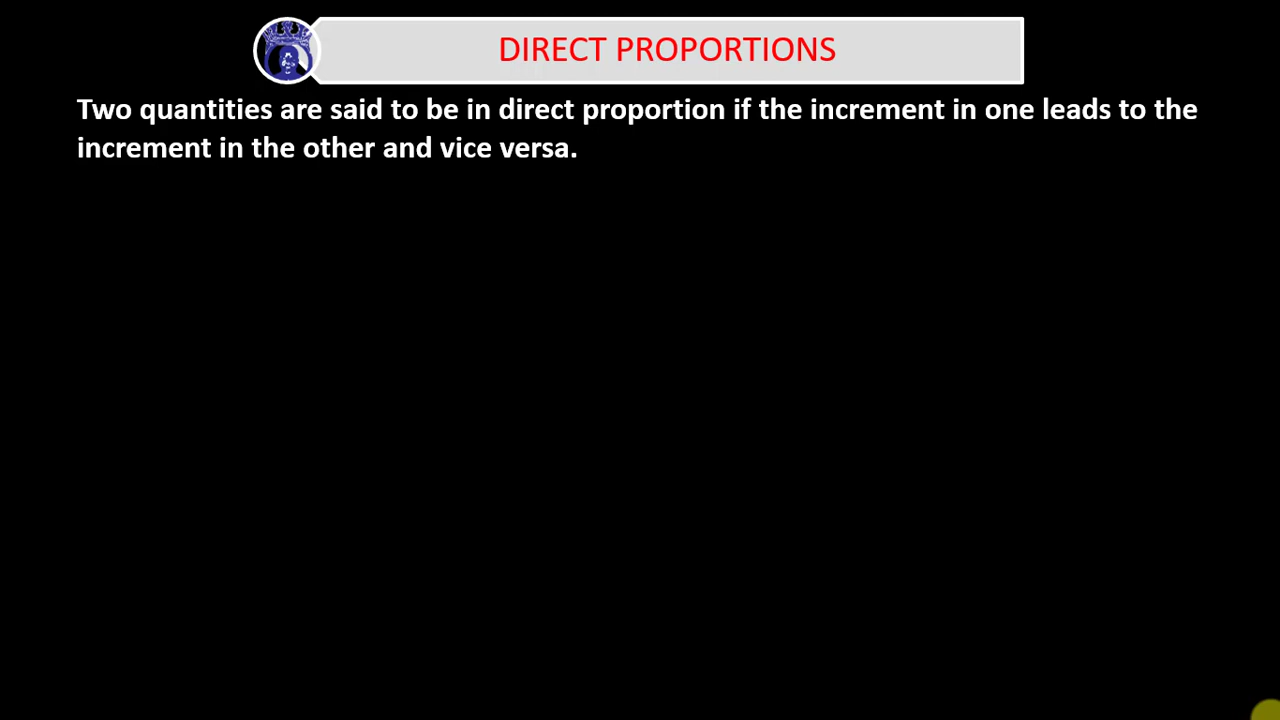 DIRECT PROPORTIONS
Two quantities are said to be in direct proportion if the increment in one leads to the
increment in the other and vice versa.